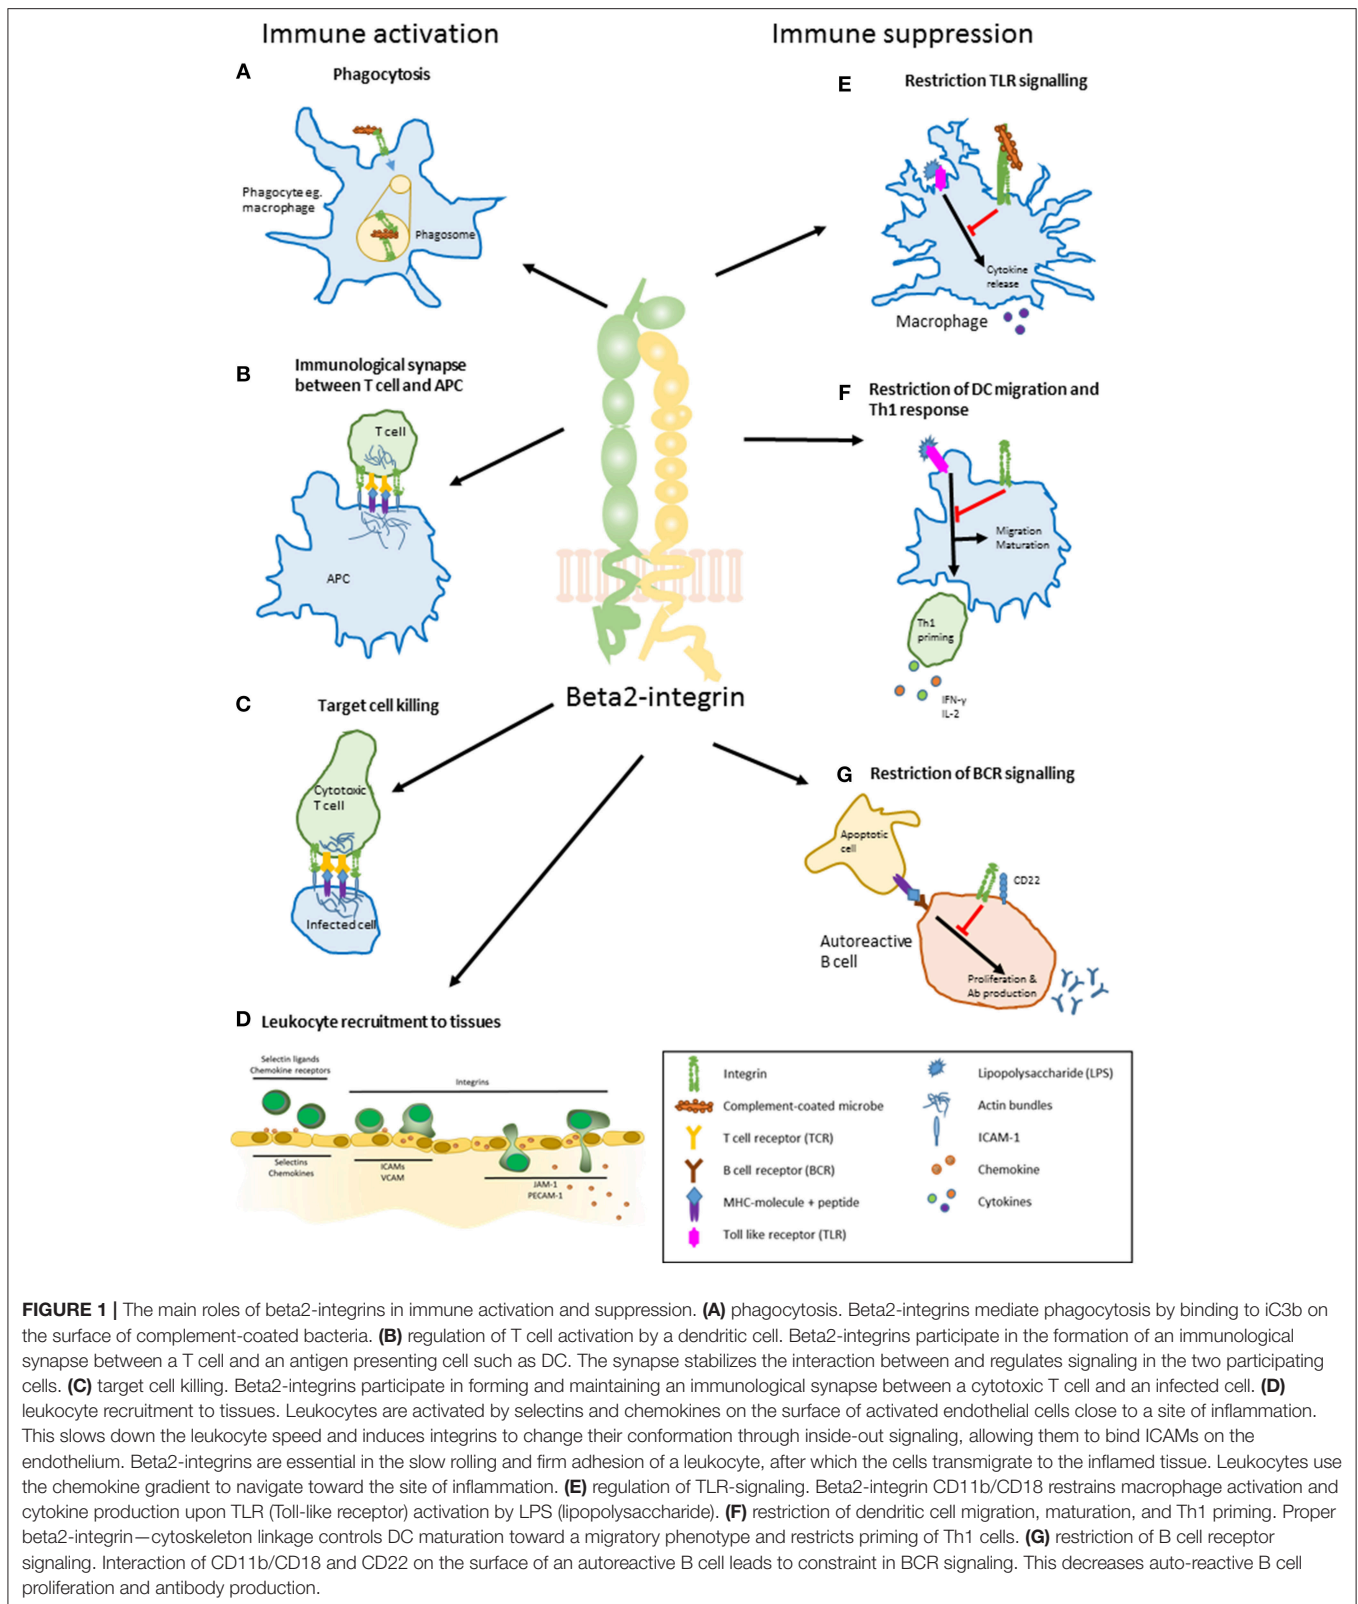 Immune activation
Immune suppression
A
Phagocytosis
Phagocyte eg.
macrophage
Phagosome
E
Restriction TLR signalling
Cytokine
release
Macrophage
B
Immunological synapse
between T cell and APC
T cell
APC
F
Restriction of DC migration and
Th1 response
Migration
Maturation
Th1
priming
IFN-γ
IL-2
Beta2-integrin
C
Target cell killing
Cytotoxic
T cell
Infected cell
G
Restriction of BCR signalling
Apoptotic
cell
CD22
Autoreactive
B cell
Proliferation &
Ab production
D
Leukocyte recruitment to tissues
Selectin ligands
Chemokine receptors
Integrins
Selectins
Chemokines
ICAMs
VCAM
JAM-1
PECAM-1
Integrin
Complement-coated microbe
T cell receptor (TCR)
B cell receptor (BCR)
MHC-molecule + peptide
Toll like receptor (TLR)
Lipopolysaccharide (LPS)
Actin bundles
ICAM-1
Chemokine
Cytokines
FIGURE 1 | The main roles of beta2-integrins in immune activation and suppression. (A) phagocytosis. Beta2-integrins mediate phagocytosis by binding to iC3b on
the surface of complement-coated bacteria. (B) regulation of T cell activation by a dendritic cell. Beta2-integrins participate in the formation of an immunological
synapse between a T cell and an antigen presenting cell such as DC. The synapse stabilizes the interaction between and regulates signaling in the two participating
cells. (C) target cell killing. Beta2-integrins participate in forming and maintaining an immunological synapse between a cytotoxic T cell and an infected cell. (D)
leukocyte recruitment to tissues. Leukocytes are activated by selectins and chemokines on the surface of activated endothelial cells close to a site of inflammation.
This slows down the leukocyte speed and induces integrins to change their conformation through inside-out signaling, allowing them to bind ICAMs on the
endothelium. Beta2-integrins are essential in the slow rolling and firm adhesion of a leukocyte, after which the cells transmigrate to the inflamed tissue. Leukocytes use
the chemokine gradient to navigate toward the site of inflammation. (E) regulation of TLR-signaling. Beta2-integrin CD11b/CD18 restrains macrophage activation and
cytokine production upon TLR (Toll-like receptor) activation by LPS (lipopolysaccharide). (F) restriction of dendritic cell migration, maturation, and Th1 priming. Proper
beta2-integrin—cytoskeleton linkage controls DC maturation toward a migratory phenotype and restricts priming of Th1 cells. (G) restriction of B cell receptor
signaling. Interaction of CD11b/CD18 and CD22 on the surface of an autoreactive B cell leads to constraint in BCR signaling. This decreases auto-reactive B cell
proliferation and antibody production.